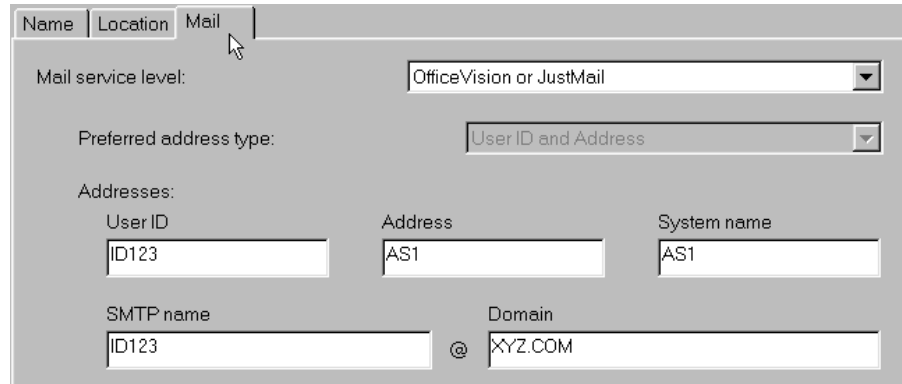 Name Location Mail
Mail service level: OfficeVision or JustMail
Preferred address type: User ID and Address
Addresses:
User ID Address System name
ID123 AS1 AS1
SMTP name Domain
ID123 @ XYZ.COM